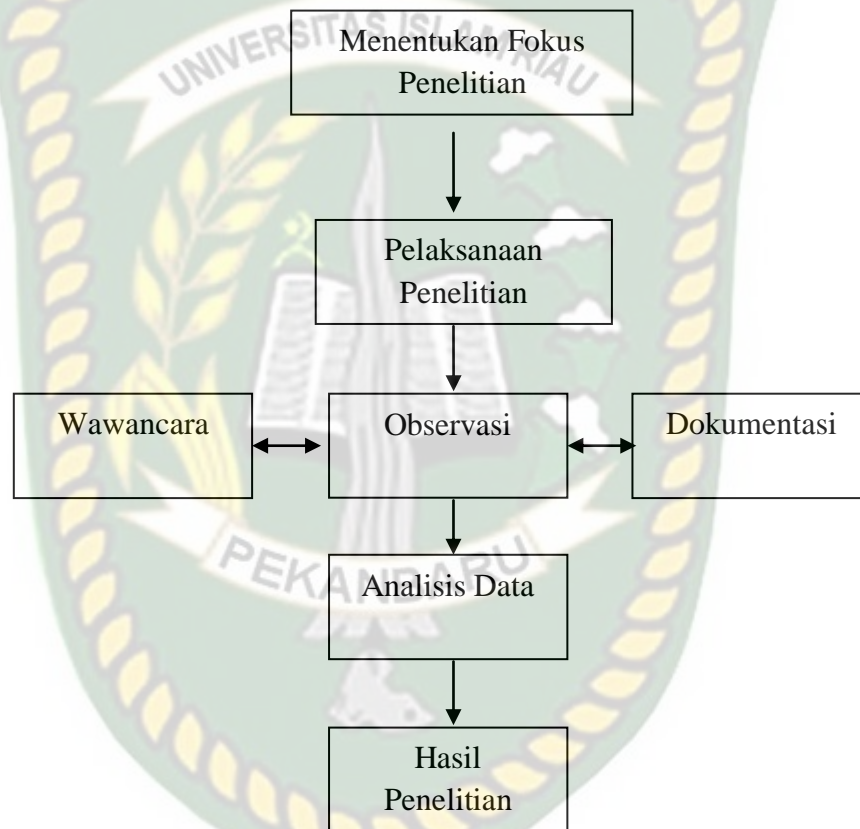 UNIVERSITAS ISLAM RIAU
Menentukan Fokus
Penelitian
Pelaksanaan
Penelitian
Wawancara
Observasi
Dokumentasi
PEKANBARU
Analisis Data
Hasil
Penelitian